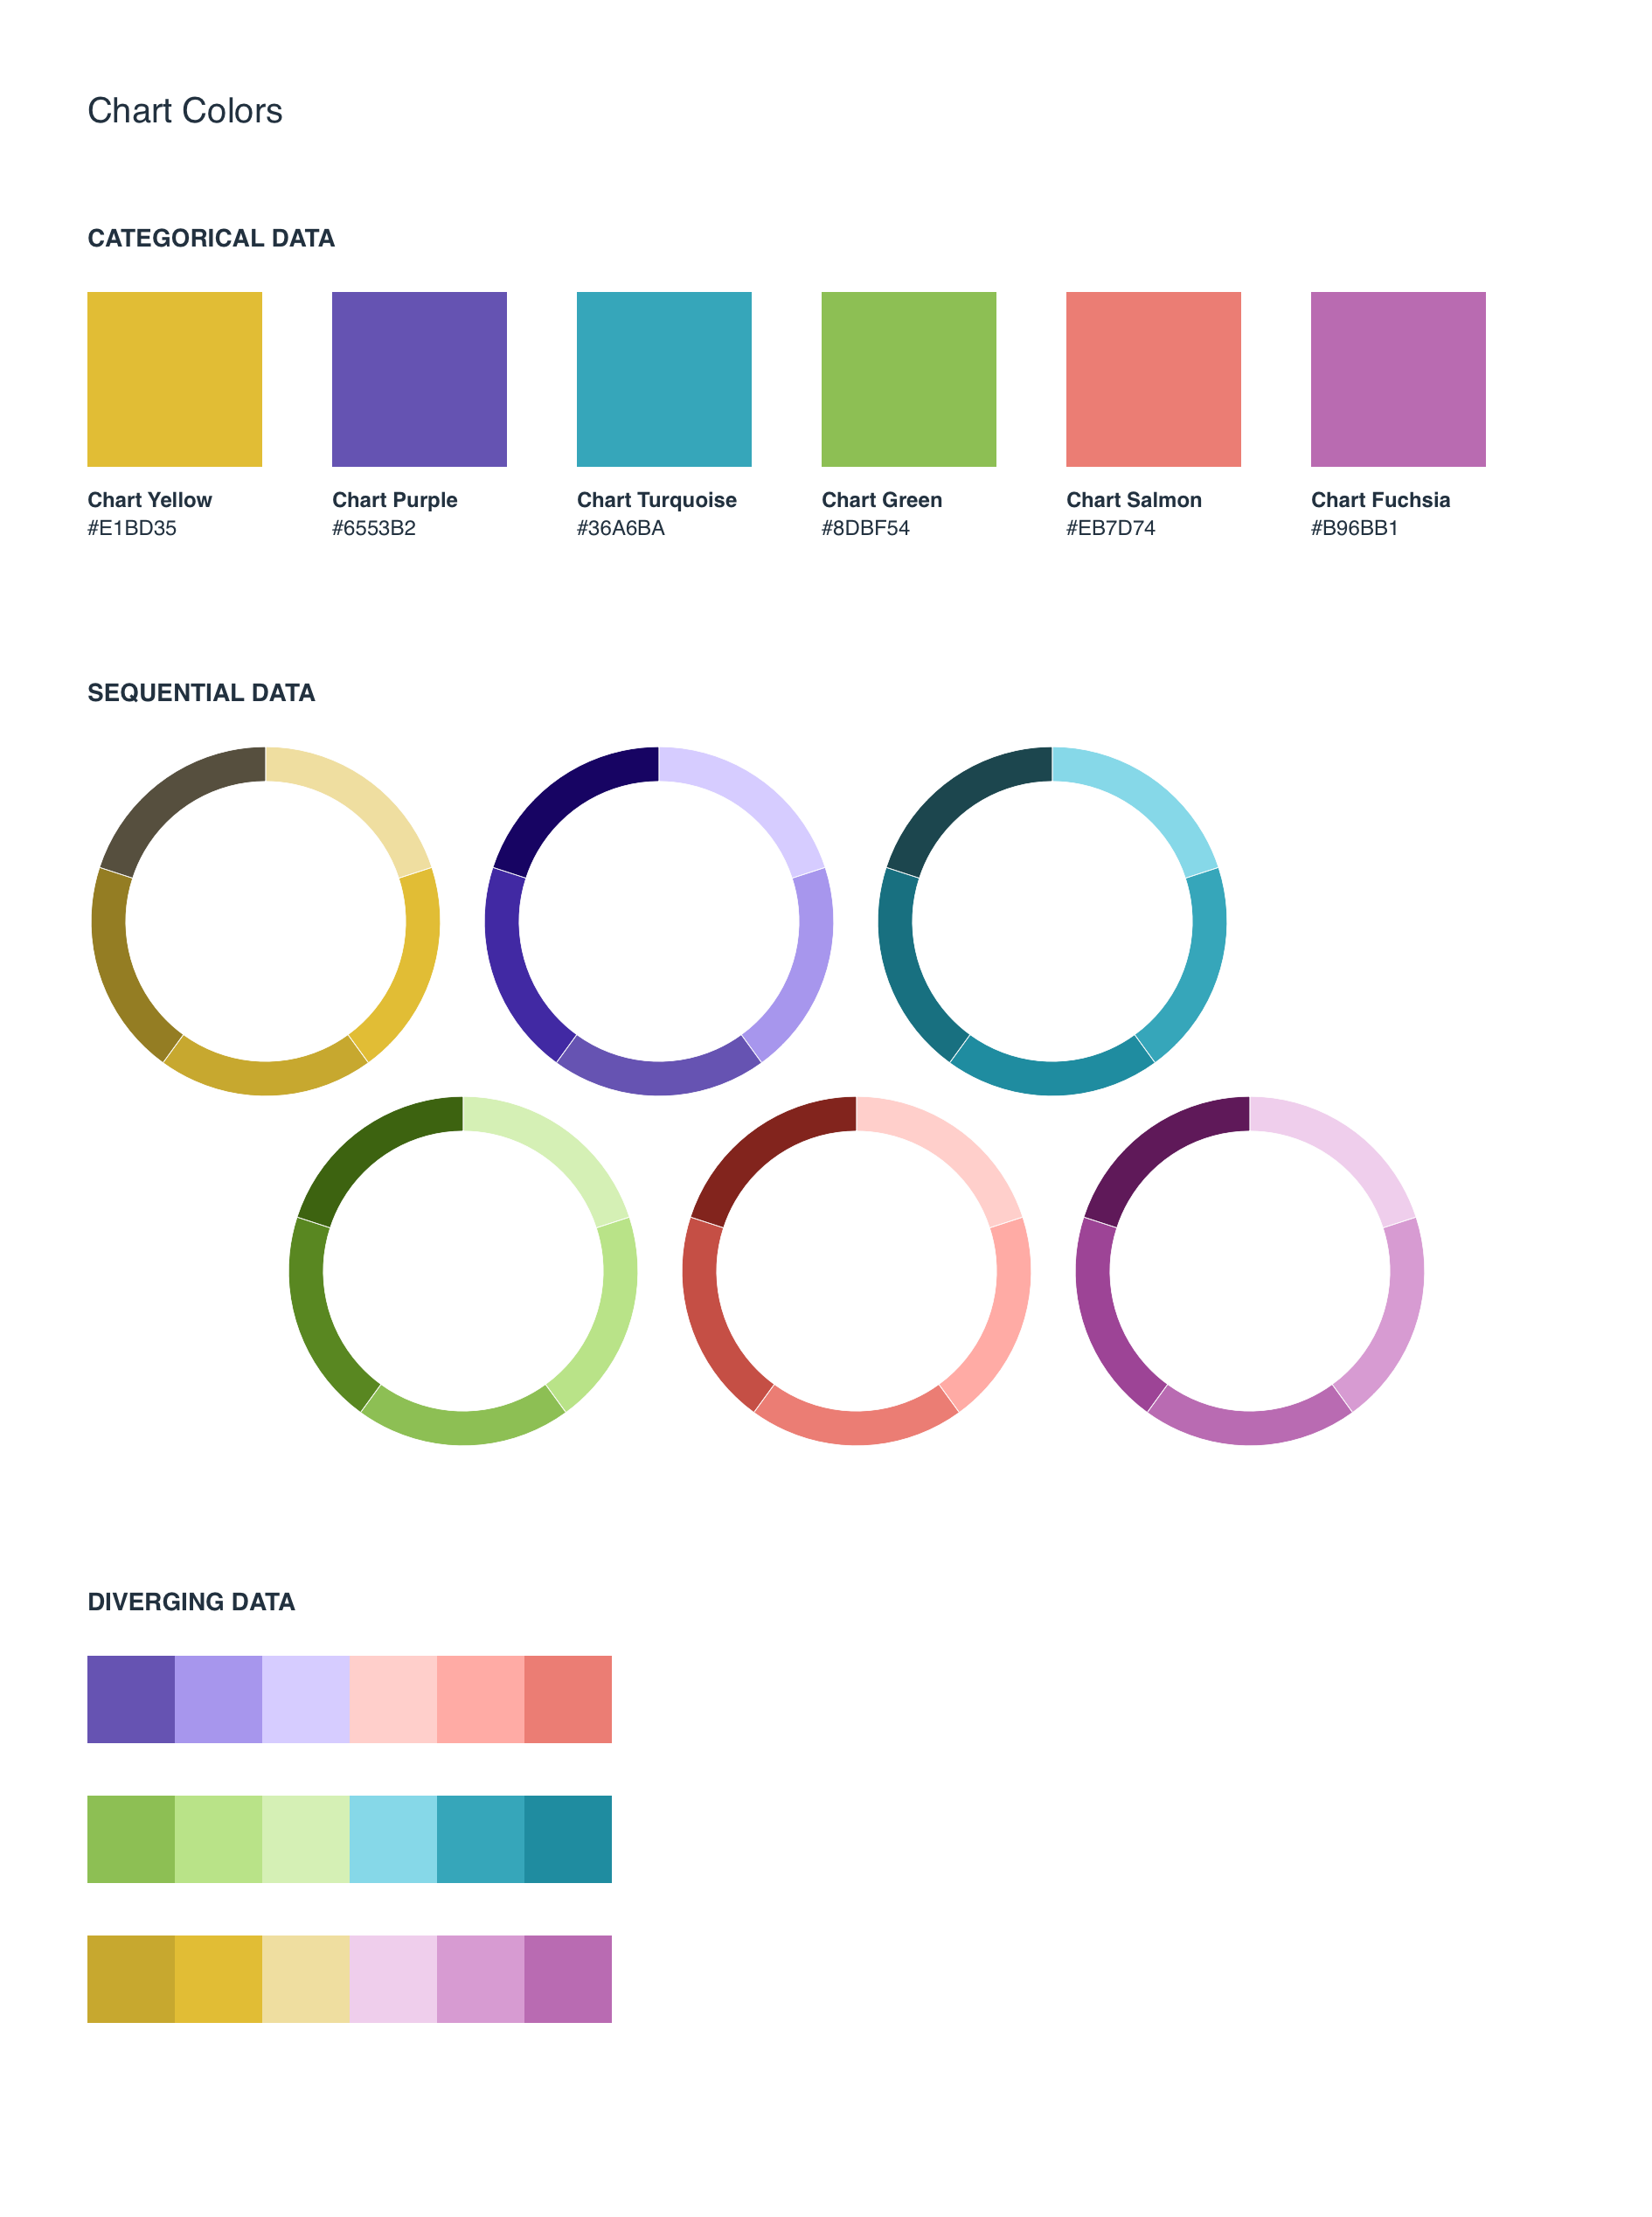 Chart Colors
CATEGORICAL DATA
Chart Yellow
#E1BD35
Chart Purple
#6553B2
Chart Turquoise
#36A6BA
Chart Green
#8DBF54
Chart Salmon
#EB7D74
Chart Fuchsia
#B96BB1
SEQUENTIAL DATA
DIVERGING DATA